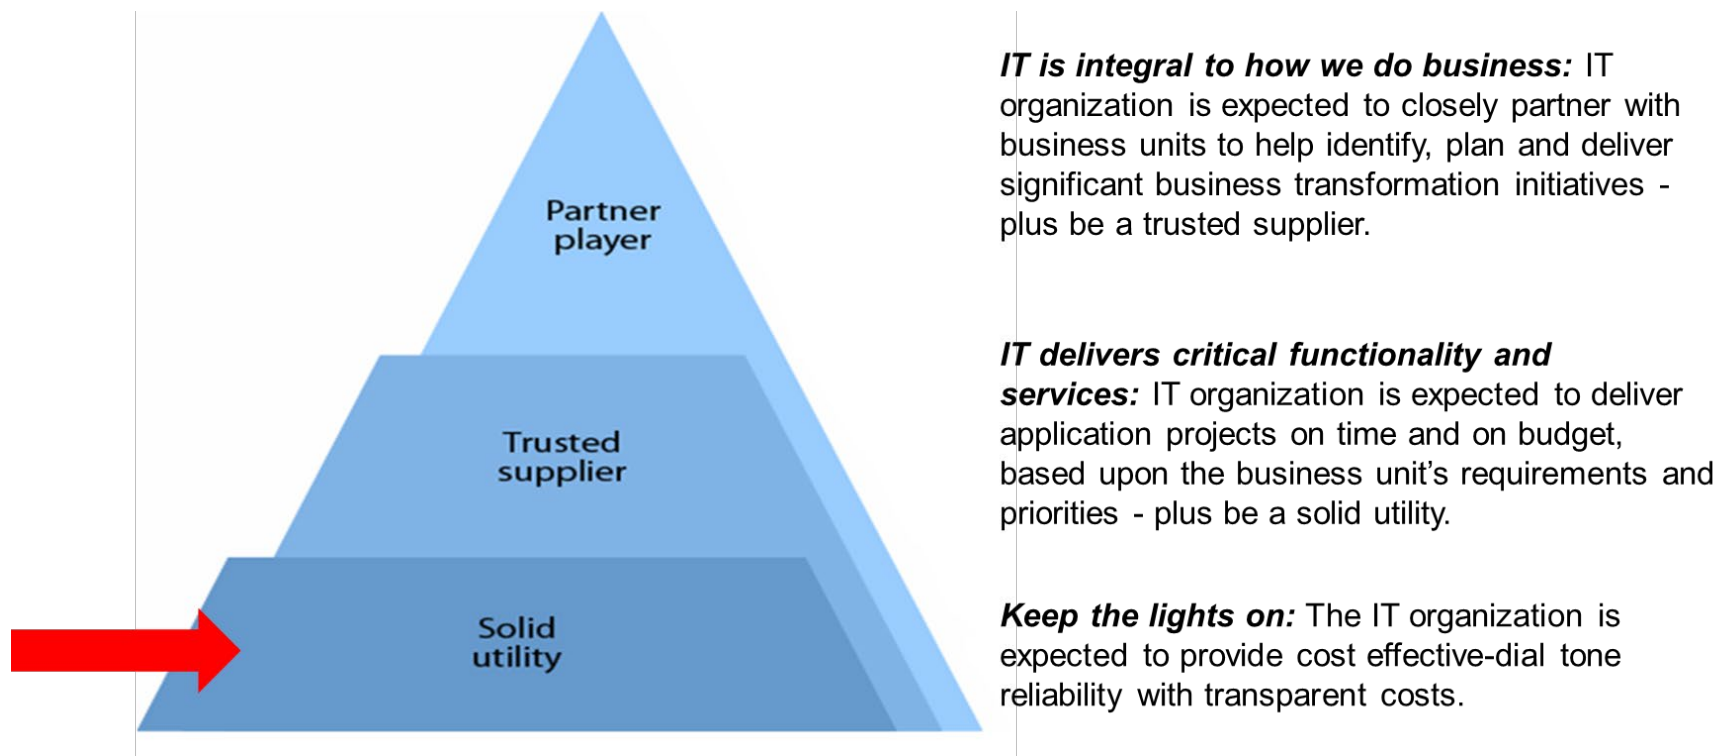 Partner
player
IT is integral to how we do business: IT
organization is expected to closely partner with
business units to help identify, plan and deliver
significant business transformation initiatives -
plus be a trusted supplier.
Trusted
supplier
IT delivers critical functionality and
services: IT organization is expected to deliver
application projects on time and on budget,
based upon the business unit’s requirements and
priorities - plus be a solid utility.
Solid
utility
Keep the lights on: The IT organization is
expected to provide cost effective-dial tone
reliability with transparent costs.